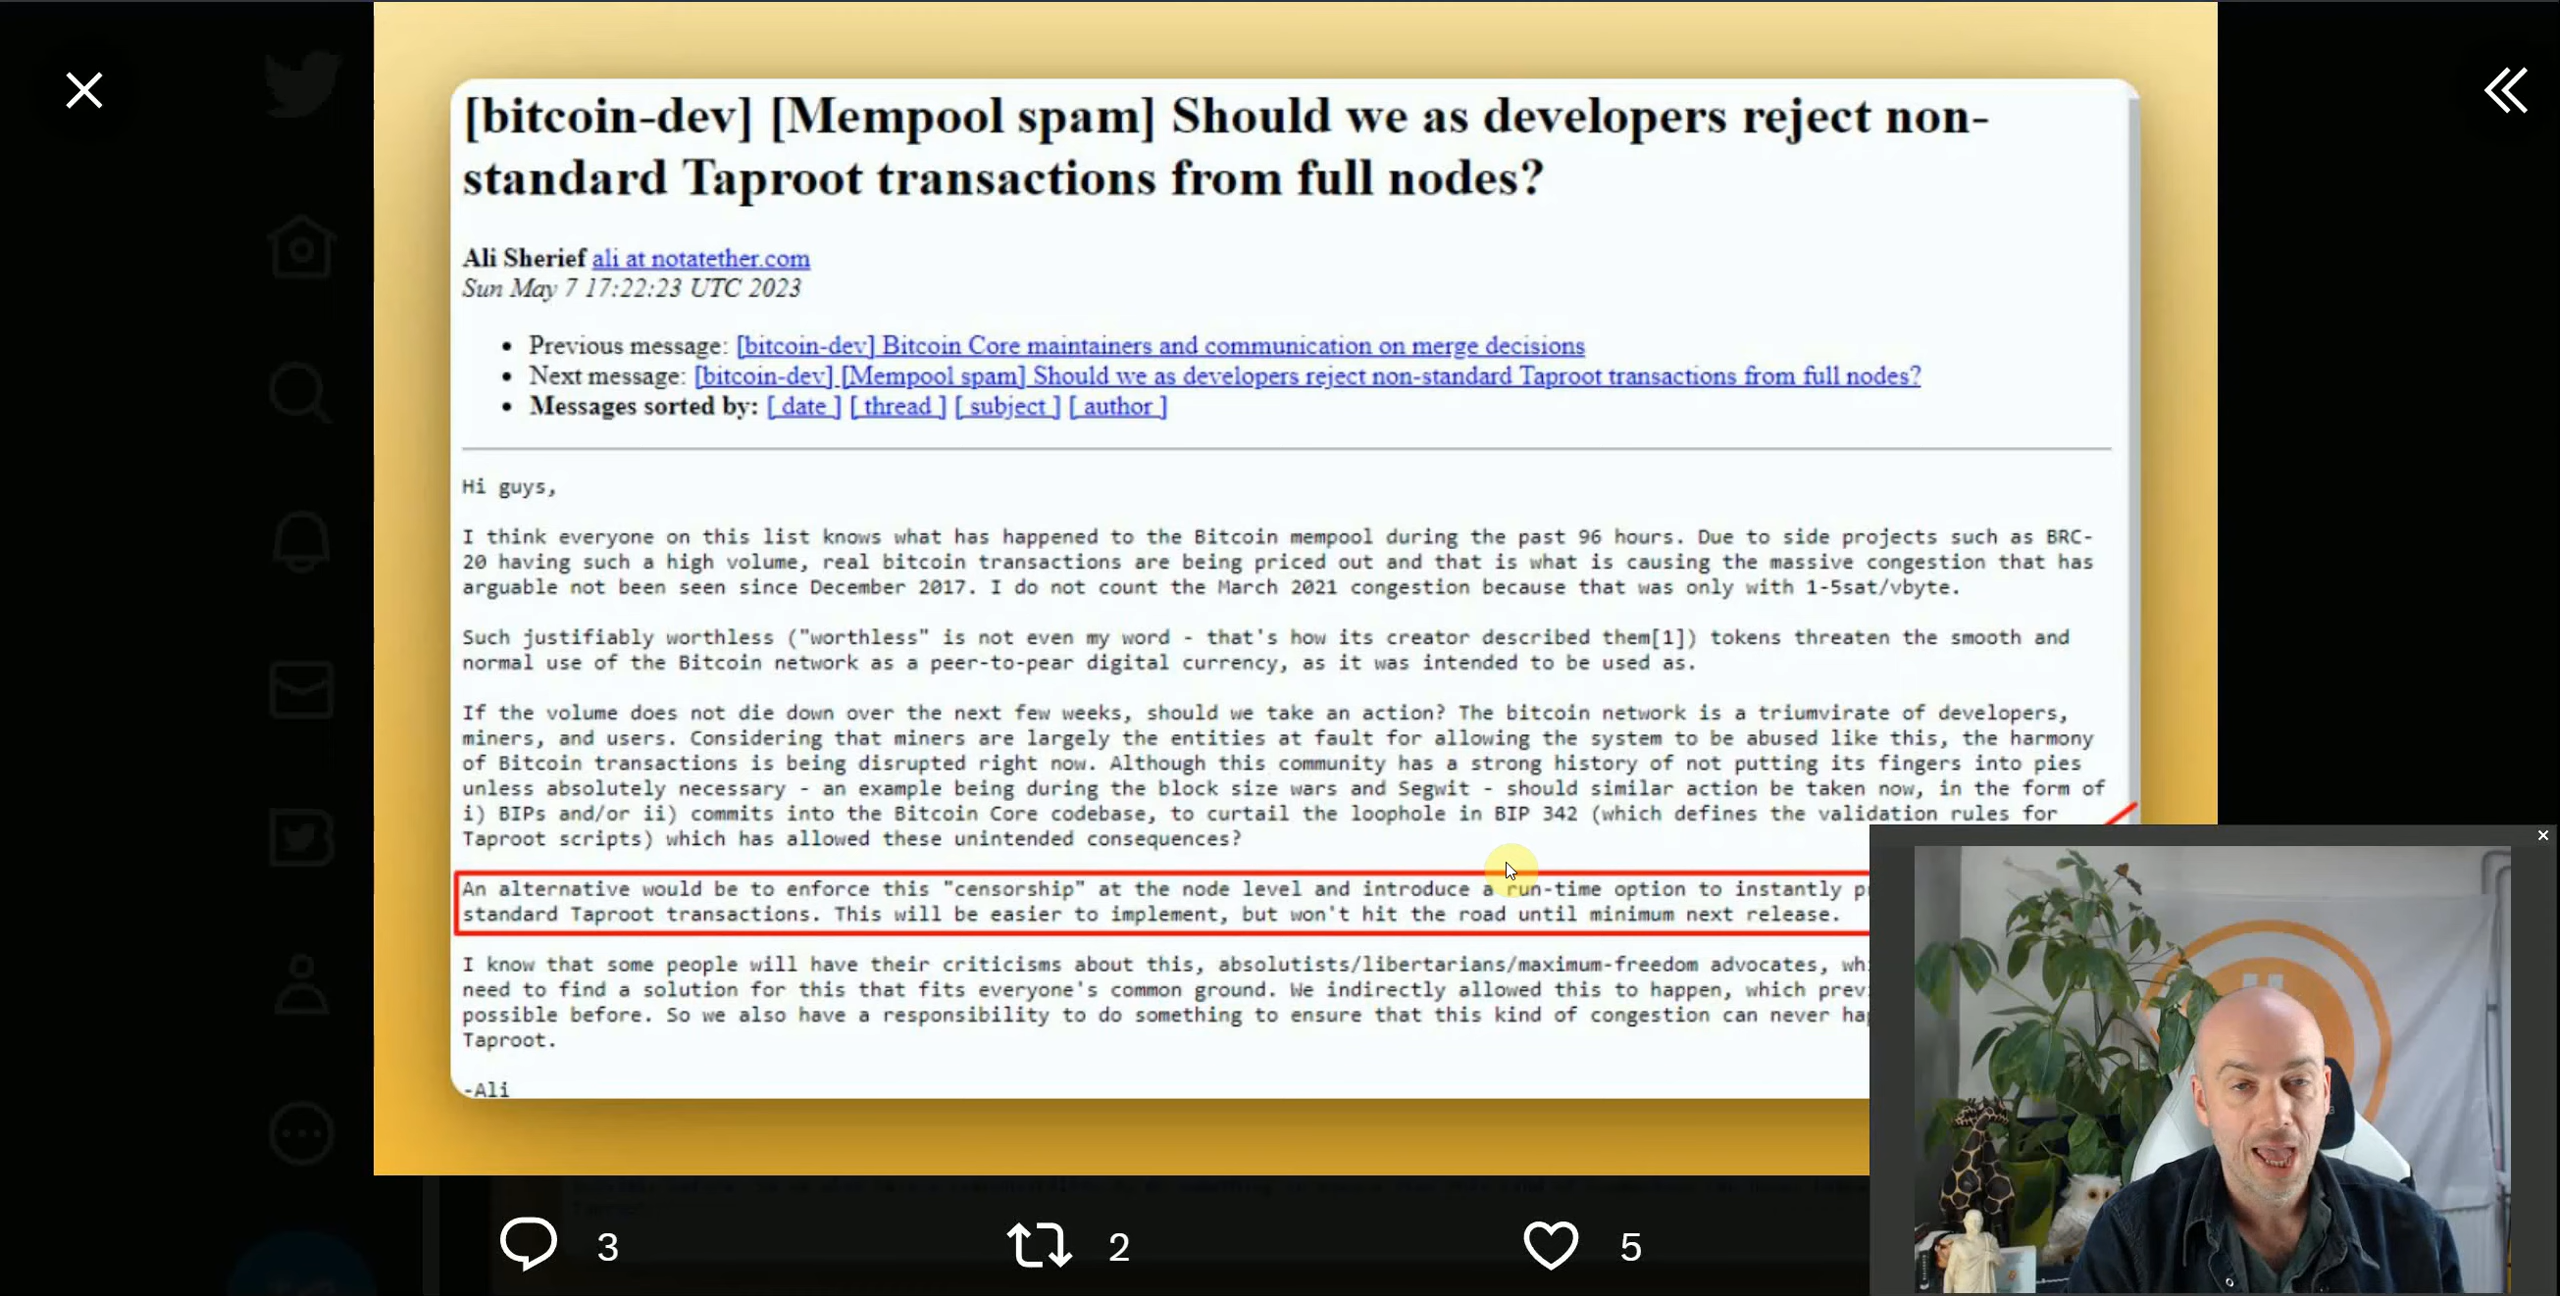 [bitcoin-dev] [Mempool spam] Should we as developers reject non-
standard Taproot transactions from full nodes?
Ali Sherief ali at notatether.com
Sun May 7 17:22:23 UTC 2023
• Previous message: [bitcoin-dev] Bitcoin Core maintainers and communication on merge decisions
• Next message: [bitcoin-dev] [Mempool spam] Should we as developers reject non-standard Taproot transactions from full nodes?
• Messages sorted by: [ date ] [ thread ] [ subject ] [ author ]
Hi guys,
I think everyone on this list knows what has happened to the Bitcoin mempool during the past 96 hours. Due to side projects such as BRC-
20 having such a high volume, real bitcoin transactions are being priced out and that is what is causing the massive congestion that has
arguable not been seen since December 2017. I do not count the March 2021 congestion because that was only with 1-5sat/vbyte.
Such justifiably worthless ("worthless" is not even my word - that's how its creator described them[1]) tokens threaten the smooth and
normal use of the Bitcoin network as a peer-to-pear digital currency, as it was intended to be used as.
If the volume does not die down over the next few weeks, should we take an action? The bitcoin network is a triumvirate of developers,
miners, and users. Considering that miners are largely the entities at fault for allowing the system to be abused like this, the harmony
of Bitcoin transactions is being disrupted right now. Although this community has a strong history of not putting its fingers into pies
unless absolutely necessary - an example being during the block size wars and Segwit - should similar action be taken now, in the form of
i) BIPs and/or ii) commits into the Bitcoin Core codebase, to curtail the loophole in BIP 342 (which defines the validation rules for
Taproot scripts) which has allowed these unintended consequences?
An alternative would be to enforce this "censorship" at the node level and introduce a run-time option to instantly
standard Taproot transactions. This will be easier to implement, but won't hit the road until minimum next release.
I know that some people will have their criticisms about this, absolutists/libertarians/maximum-freedom advocates,
need to find a solution for this that fits everyone's common ground. We indirectly allowed this to happen, which
possible before. So we also have a responsibility to do something to ensure that this kind of congestion can never
Taproot.
-Ali
3
2
5